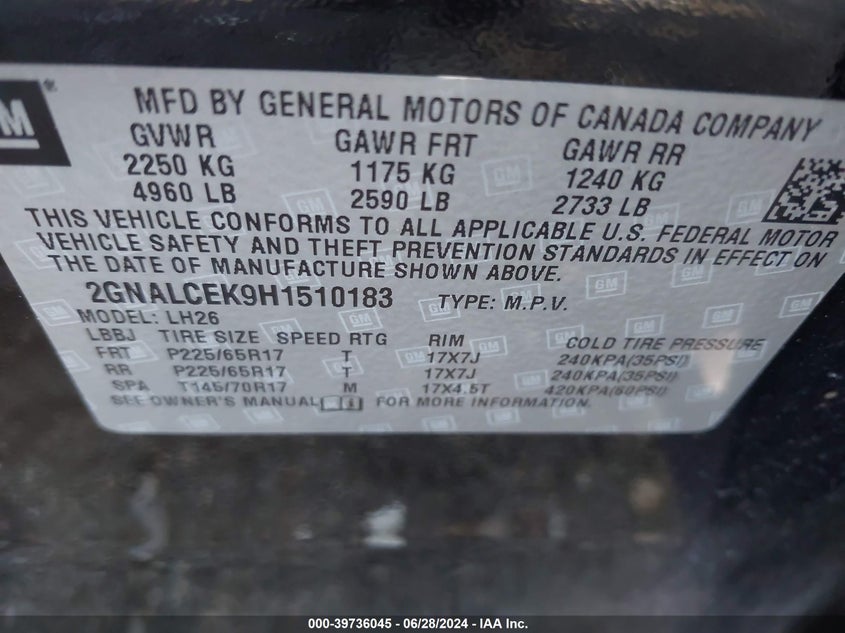 GM ®
MFD BY GENERAL MOTORS OF CANADA COMPANY
GVWR GAWR FRT GAWR RR
2250 KG 1175 KG 1240 KG
4960 LB 2590 LB 2733 LB
THIS VEHICLE CONFORMS TO ALL APPLICABLE U.S. FEDERAL MOTOR
VEHICLE SAFETY AND THEFT PREVENTION STANDARDS IN EFFECT ON
THE DATE OF MANUFACTURE SHOWN ABOVE.
2GNALCEK9H1510183 TYPE: M.P.V.
MODEL: LH26
LBBJ TIRE SIZE SPEED RTG RIM COLD TIRE PRESSURE
FRT P225/65R17 T 17X7J 240KPA(35PSI)
RR P225/65R17 T 17X7J 240KPA(35PSI)
SPA T145/70R17 M 17X4.5T 420KPA(60PSI)
SEE OWNER'S MANUAL FOR MORE INFORMATION.
000-39736045 - 06/28/2024 - IAA Inc.